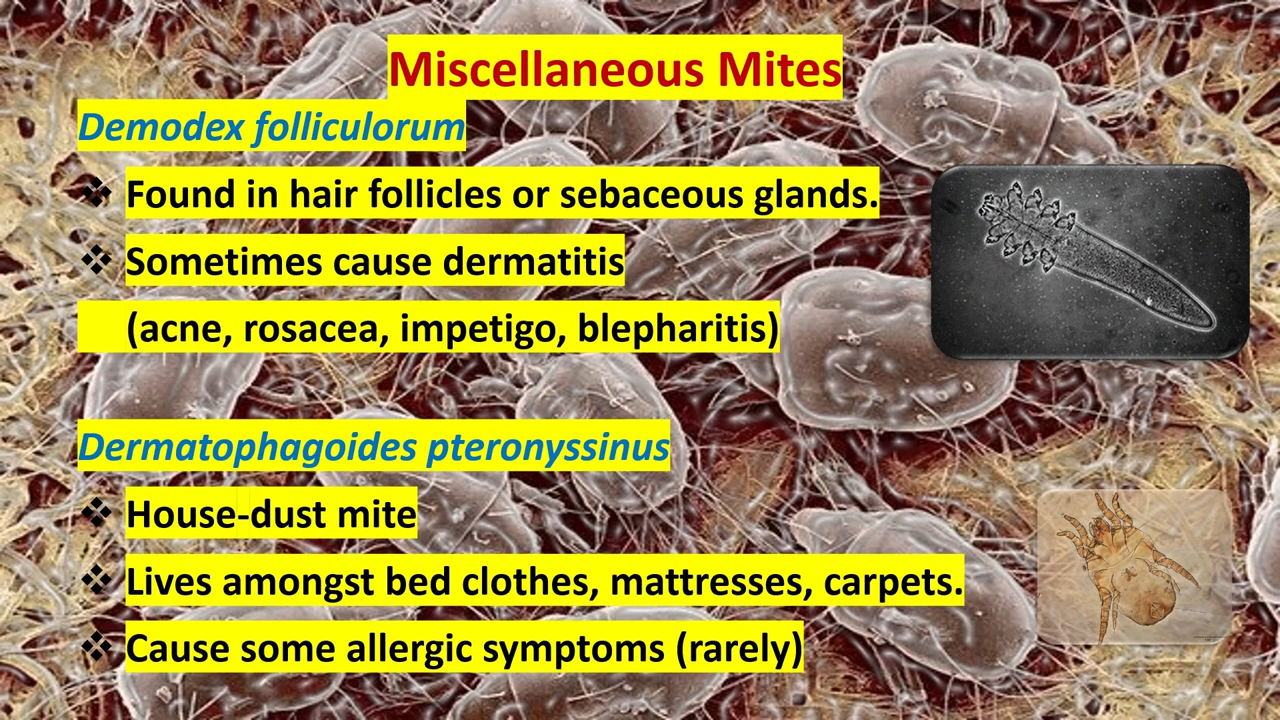 Miscellaneous Mites
Demodex folliculorum
❖ Found in hair follicles or sebaceous glands.
❖ Sometimes cause dermatitis
(acne, rosacea, impetigo, blepharitis)
Dermatophagoides pteronyssinus
❖ House-dust mite
❖ Lives amongst bed clothes, mattresses, carpets.
❖ Cause some allergic symptoms (rarely)